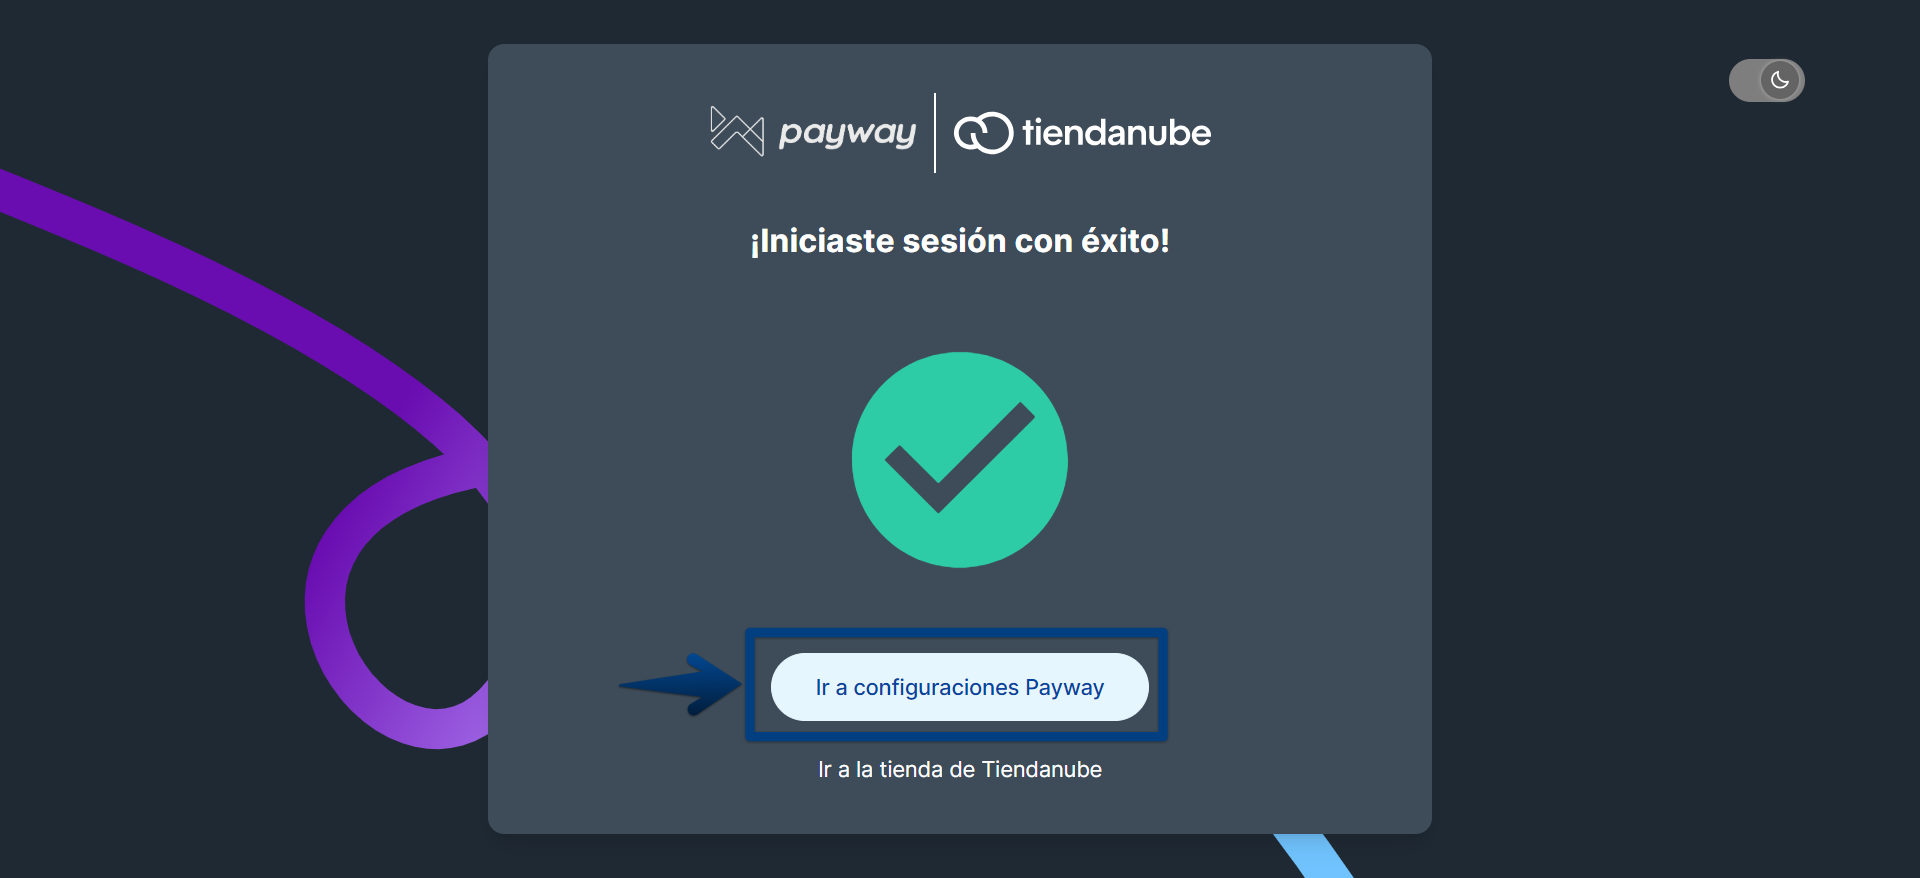 payway
tiendanube
¡Iniciaste sesión con éxito!
Ir a configuraciones Payway
Ir a la tienda de Tiendanube